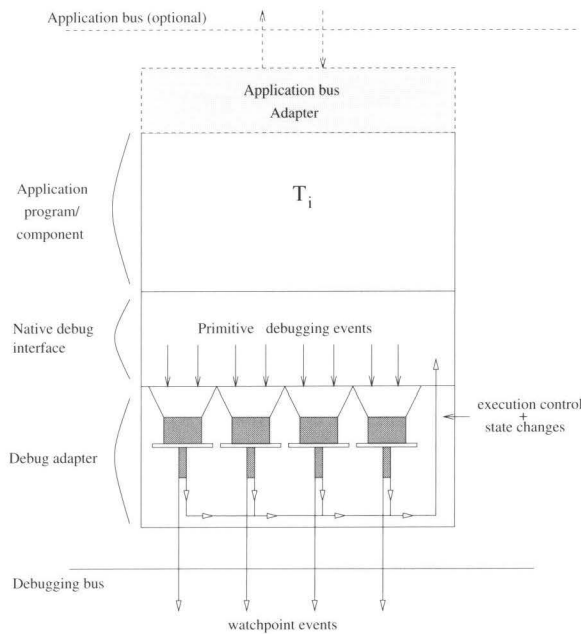 Application bus (optional)
Application bus
Adapter
Application
program/
component
T_i
Native debug
interface
Primitive debugging events
execution control
+
state changes
Debug adapter
Debugging bus
watchpoint events